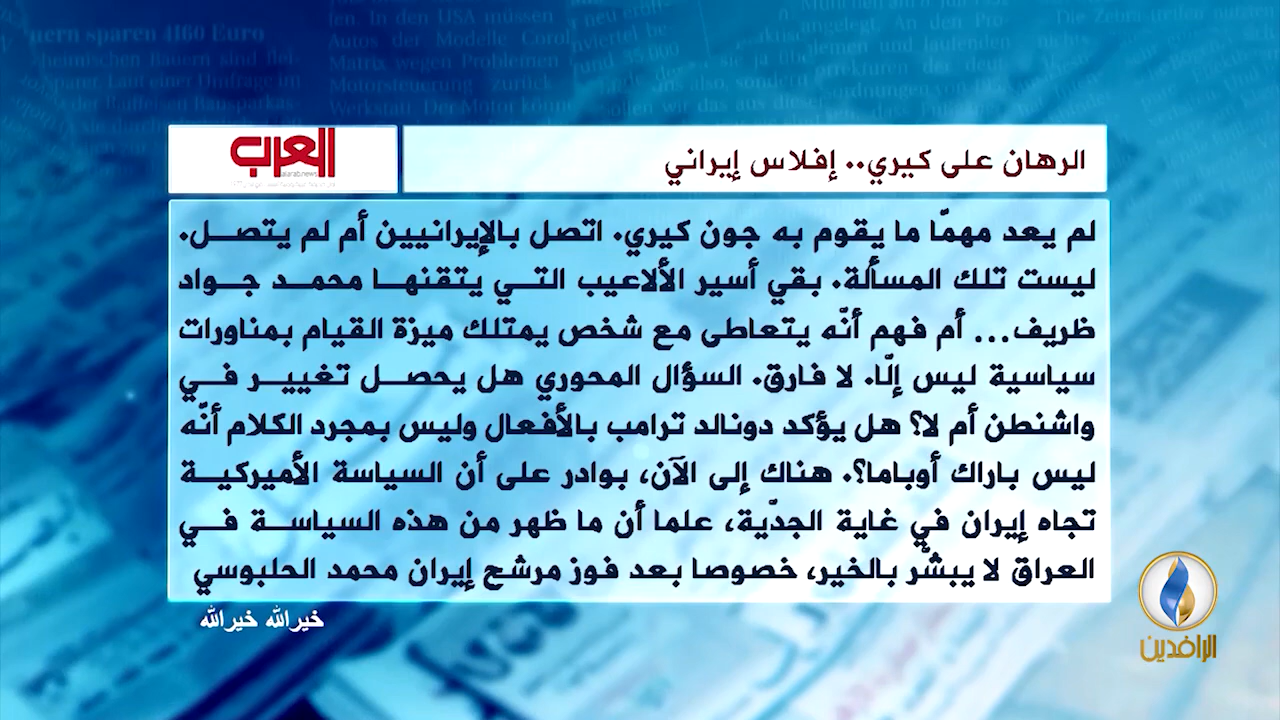 الرهان على كيري.. إفلاس إيراني
العرب
لم يعد مهمّا ما يقوم به جون كيري. اتصل بالإيرانيين أم لم يتصل.
ليست تلك المسألة. بقي أسير الألاعيب التي يتقنها محمد جواد
ظريف... أم فهم أنّه يتعاطى مع شخص يمتلك ميزة القيام بمناورات
سياسية ليس إلّا. لا فارق. السؤال المحوري هل يحصل تغيير في
واشنطن أم لا؟ هل يؤكد دونالد ترامب بالأفعال وليس بمجرد الكلام أنّه
ليس باراك أوباما؟. هناك إلى الآن، بوادر على أن السياسة الأميركية
تجاه إيران في غاية الجدّية، علما أن ما ظهر من هذه السياسة في
العراق لا يبشّر بالخير، خصوصا بعد فوز مرشح إيران محمد الحلبوسي
خيرالله خيرالله
الرافدين